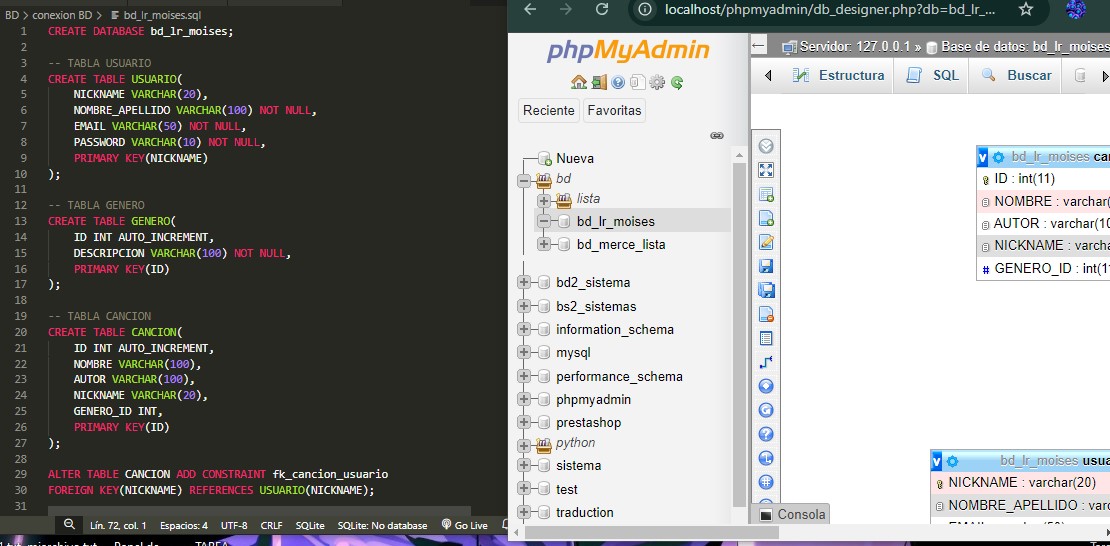 BD > conexion BD > bd_lr_moises.sql
1 CREATE DATABASE bd_lr_moises;
2
3 -- TABLA USUARIO
4 CREATE TABLE USUARIO(
5 NICKNAME VARCHAR(20),
6 NOMBRE_APELLIDO VARCHAR(100) NOT NULL,
7 EMAIL VARCHAR(50) NOT NULL,
8 PASSWORD VARCHAR(10) NOT NULL,
9 PRIMARY KEY(NICKNAME)
10 );
11
12 -- TABLA GENERO
13 CREATE TABLE GENERO(
14 ID INT AUTO_INCREMENT,
15 DESCRIPCION VARCHAR(100) NOT NULL,
16 PRIMARY KEY(ID)
17 );
18
19 -- TABLA CANCION
20 CREATE TABLE CANCION(
21 ID INT AUTO_INCREMENT,
22 NOMBRE VARCHAR(100),
23 AUTOR VARCHAR(100),
24 NICKNAME VARCHAR(20),
25 GENERO_ID INT,
26 PRIMARY KEY(ID)
27 );
28
29 ALTER TABLE CANCION ADD CONSTRAINT fk_cancion_usuario
30 FOREIGN KEY(NICKNAME) REFERENCES USUARIO(NICKNAME);
31
Lín. 72, col. 1 Espacios: 4 UTF-8 CRLF SQLite SQLite: No database Go Live
localhost/phpmyadmin/db_designer.php?db=bd_lr_...
phpMyAdmin
Reciente Favoritas
Nueva
bd
lista
bd_lr_moises
bd_merce_lista
bd2_sistema
bs2_sistemas
information_schema
mysql
performance_schema
phpmyadmin
prestashop
python
sistema
test
traduction
Servidor: 127.0.0.1 » Base de datos: bd_lr_moises
Estructura SQL Buscar
v bd_lr_moises
ID : int(11)
NOMBRE : varchar(
AUTOR : varchar(10
NICKNAME : varchar(
# GENERO_ID : int(11
v bd_lr_moises
NICKNAME : varchar(20)
NOMBRE_APELLIDO : var
Consola